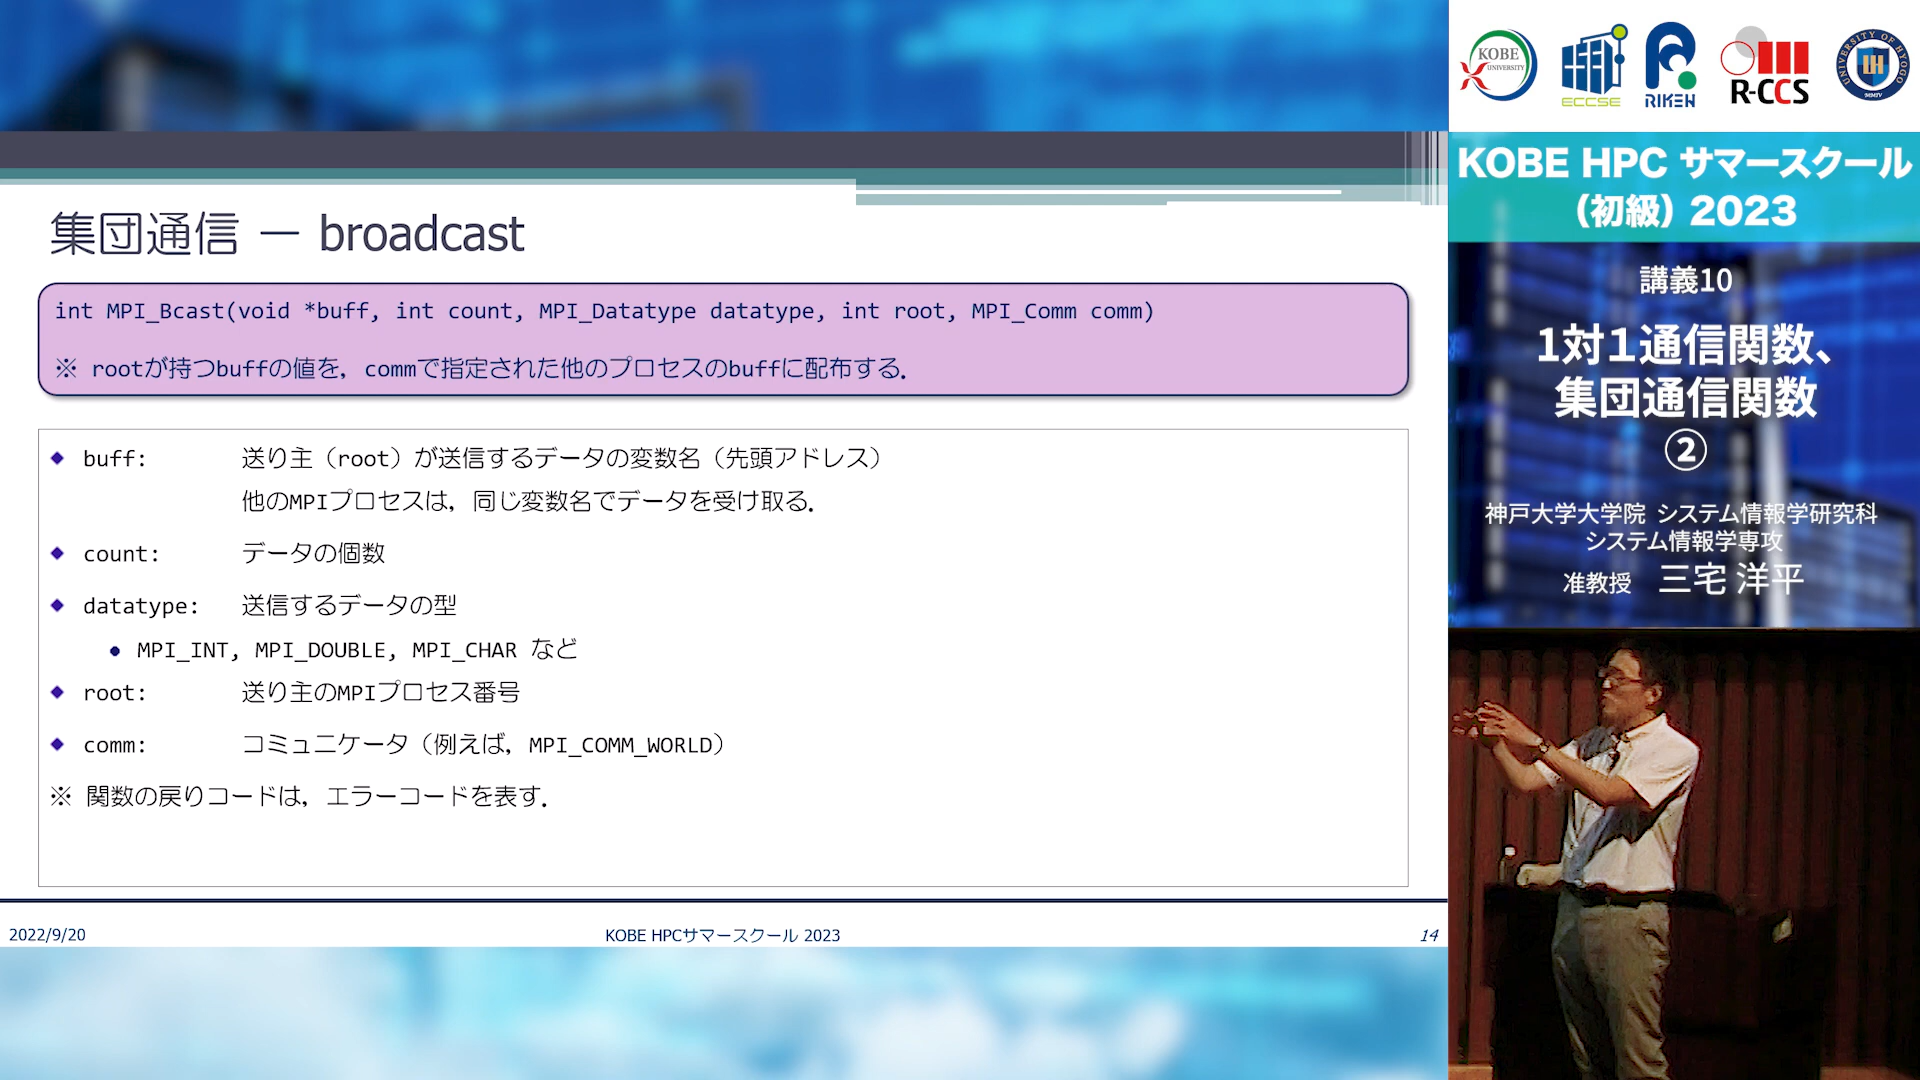 集団通信 － broadcast
int MPI_Bcast(void *buff, int count, MPI_Datatype datatype, int root, MPI_Comm comm)
※ rootが持つbuffの値を，commで指定された他のプロセスのbuffに配布する．
buff: 送り主（root）が送信するデータの変数名（先頭アドレス）
他のMPIプロセスは，同じ変数名でデータを受け取る．
count: データの個数
datatype: 送信するデータの型
MPI_INT, MPI_DOUBLE, MPI_CHAR など
root: 送り主のMPIプロセス番号
comm: コミュニケータ（例えば，MPI_COMM_WORLD）
※ 関数の戻りコードは，エラーコードを表す．
2022/9/20
KOBE HPCサマースクール 2023
14
KOBE
UNIVERSITY
ECCSE
RIKEN
R-CCS
UNIVERSITY OF HYOGO
UH
MMIV
KOBE HPC サマースクール
（初級）2023
講義10
1対1通信関数、
集団通信関数
②
神戸大学大学院 システム情報学研究科
システム情報学専攻
准教授 三宅 洋平